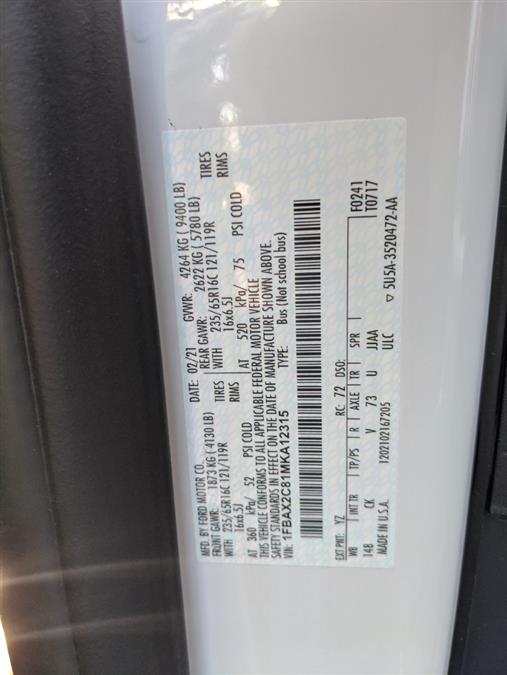 MFD. BY FORD MOTOR CO.
DATE: 02/21 GVWR: 4264 KG ( 9400 LB)
FRONT GAWR: 1873 KG ( 4130 LB) REAR GAWR: 2622 KG ( 5780 LB)
WITH 235/65R16C 121/119R TIRES WITH 235/65R16C 121/119R TIRES
16x6.5J RIMS 16x6.5J RIMS
AT 360 kPa/ 52 PSI COLD AT 520 kPa/ 75 PSI COLD
THIS VEHICLE CONFORMS TO ALL APPLICABLE FEDERAL MOTOR VEHICLE
SAFETY STANDARDS IN EFFECT ON THE DATE OF MANUFACTURE SHOWN ABOVE.
VIN: 1FBAX2C81MKA12315 TYPE: Bus (Not school bus)
EXT PNT: YZ RC: 72 DSO: F0241
WB INT TR TP/PS R AXLE TR SPR T0717
148 CK V 73 U JJAA
MADE IN U.S.A. 120210216720S ULC ▽ 5U5A-3520472-AA